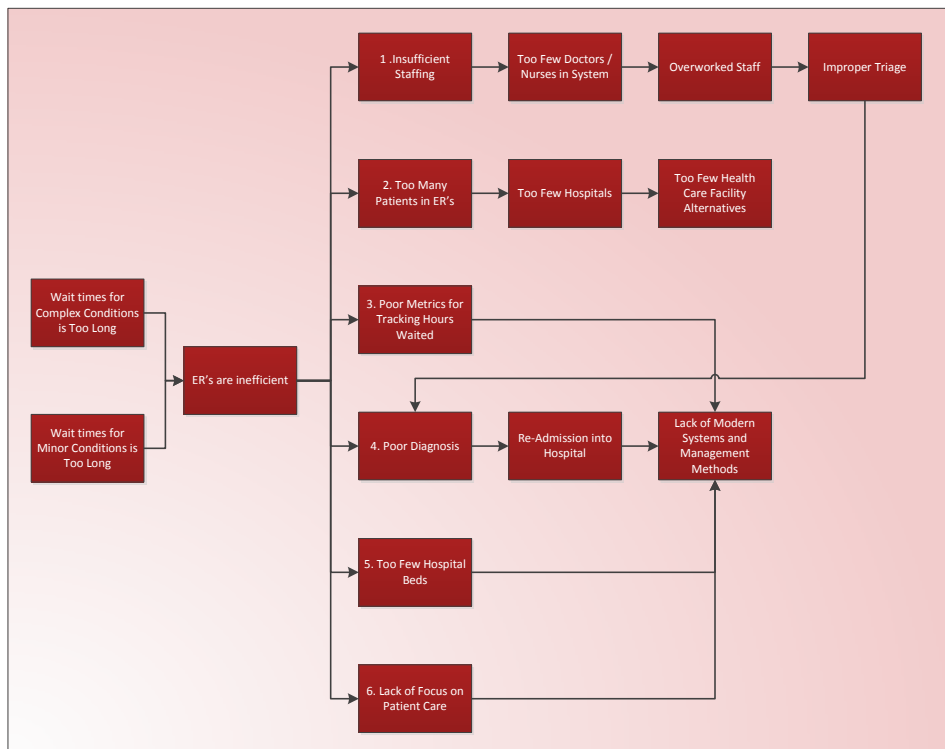 1 .Insufficient
Staffing
Too Few Doctors /
Nurses in System
Overworked Staff
Improper Triage
2. Too Many
Patients in ER’s
Too Few Hospitals
Too Few Health
Care Facility
Alternatives
Wait times for
Complex Conditions
is Too Long
3. Poor Metrics for
Tracking Hours
Waited
ER’s are inefficient
Wait times for
Minor Conditions is
Too Long
4. Poor Diagnosis
Re-Admission into
Hospital
Lack of Modern
Systems and
Management
Methods
5. Too Few Hospital
Beds
6. Lack of Focus on
Patient Care